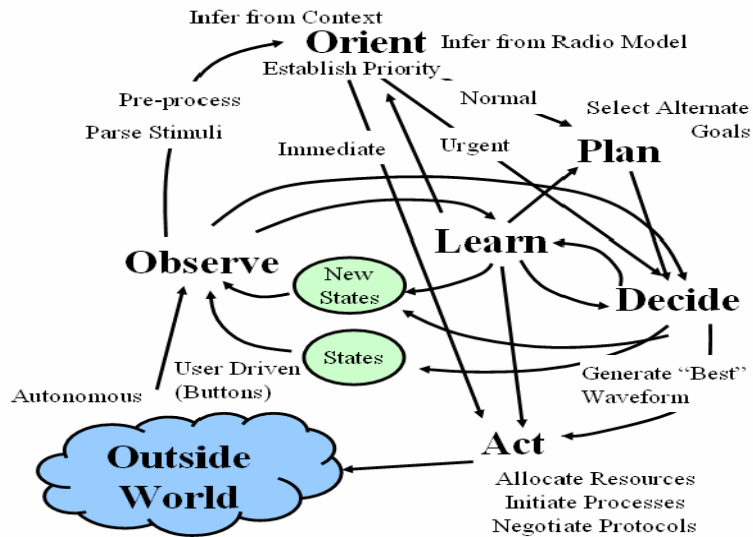 Infer from Context
Orient
Infer from Radio Model
Establish Priority
Pre-process
Normal
Select Alternate
Goals
Parse Stimuli
Immediate
Urgent
Plan
Learn
Observe
New
States
Decide
States
User Driven
(Buttons)
Generate “Best”
Waveform
Autonomous
Outside
World
Act
Allocate Resources
Initiate Processes
Negotiate Protocols